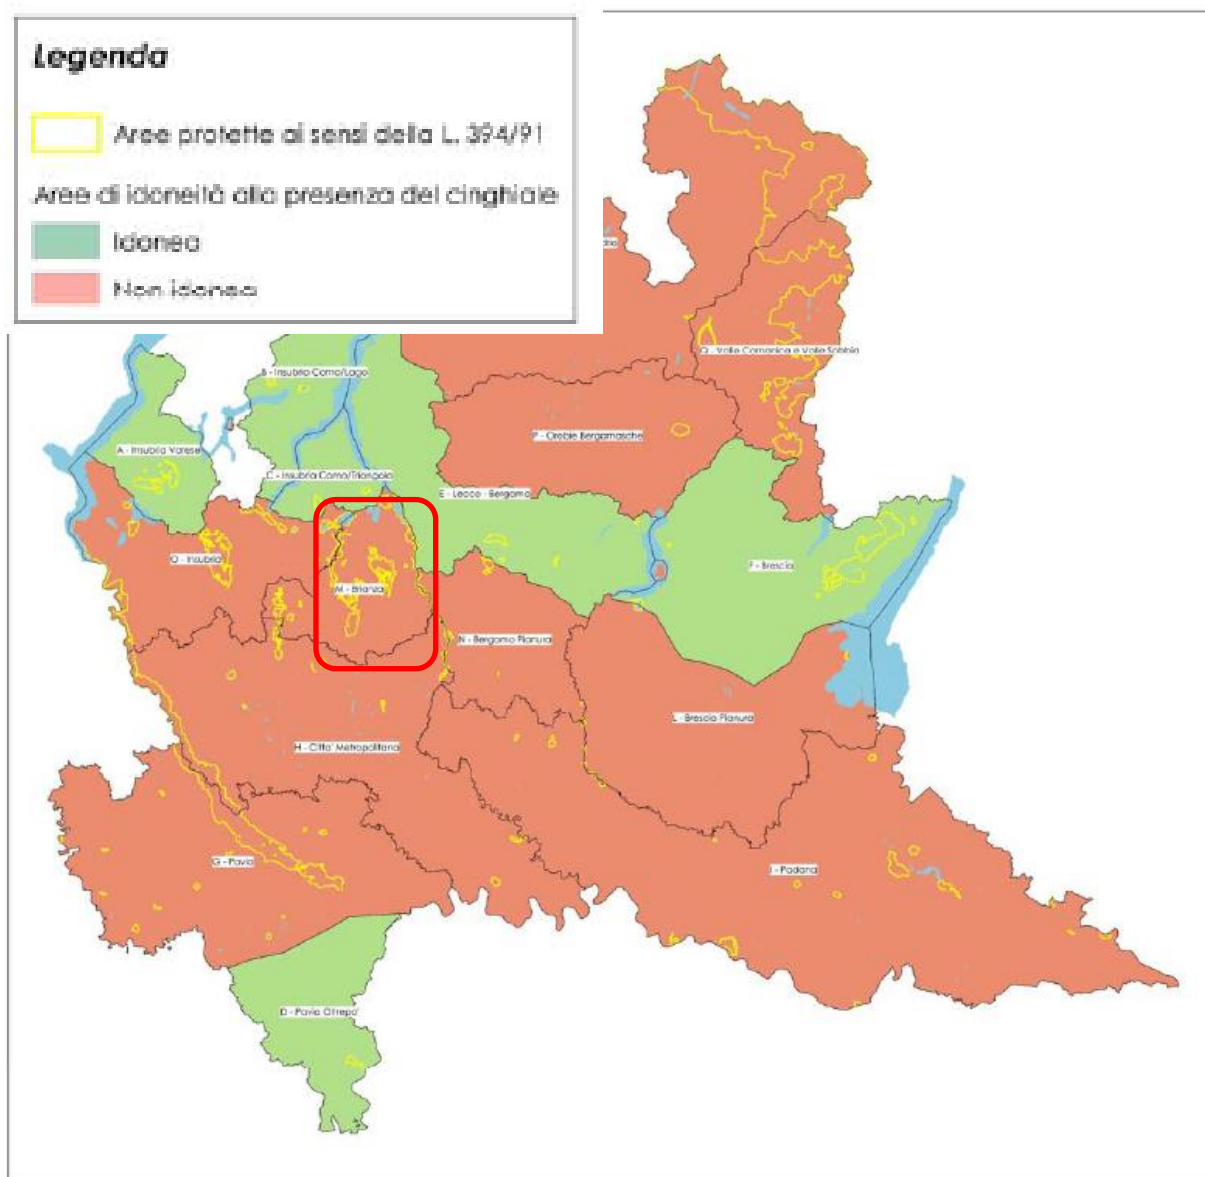 Legenda
Aree protette ai sensi della L. 394/91
Aree di idoneità alla presenza del cinghiale
Idonea
Non idonea
Q - Valle Camonica e Valle Sabbia
B - Insubria Como/Lago
P - Orobie Bergamasche
A - Insubria Varese
C - Insubria Como/Triangolo
E - Lecco - Bergamo
O - Insubria
F - Brescia
M - Brianza
N - Bergamo Pianura
L - Brescia Pianura
H - Citta' Metropolitana
G - Pavia
I - Padana
D - Pavia Oltrepo'